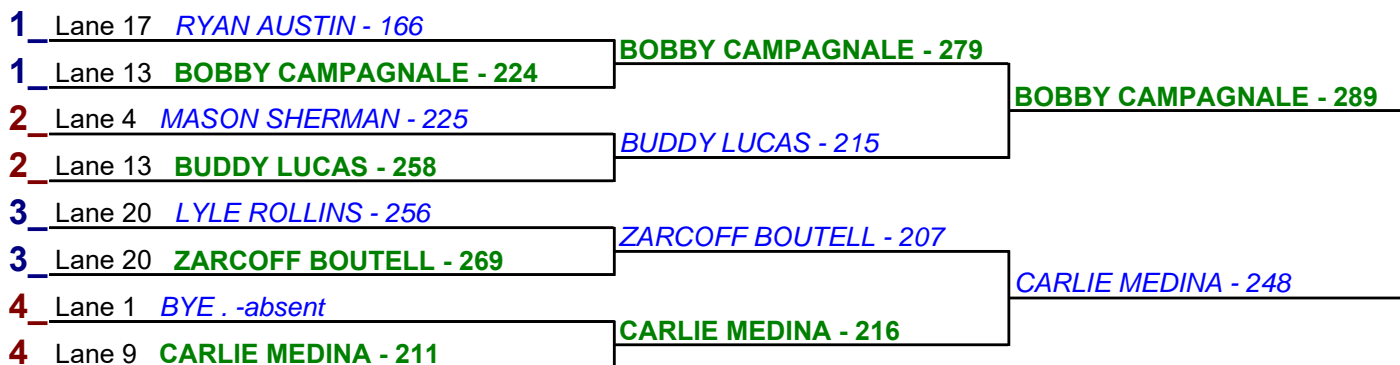 1_ Lane 17 RYAN AUSTIN - 166
BOBBY CAMPAGNALE - 279
1_ Lane 13 BOBBY CAMPAGNALE - 224
BOBBY CAMPAGNALE - 289
2_ Lane 4 MASON SHERMAN - 225
BUDDY LUCAS - 215
2_ Lane 13 BUDDY LUCAS - 258
3_ Lane 20 LYLE ROLLINS - 256
ZARCOFF BOUTELL - 207
3_ Lane 20 ZARCOFF BOUTELL - 269
CARLIE MEDINA - 248
4_ Lane 1 BYE . -absent
CARLIE MEDINA - 216
4 Lane 9 CARLIE MEDINA - 211